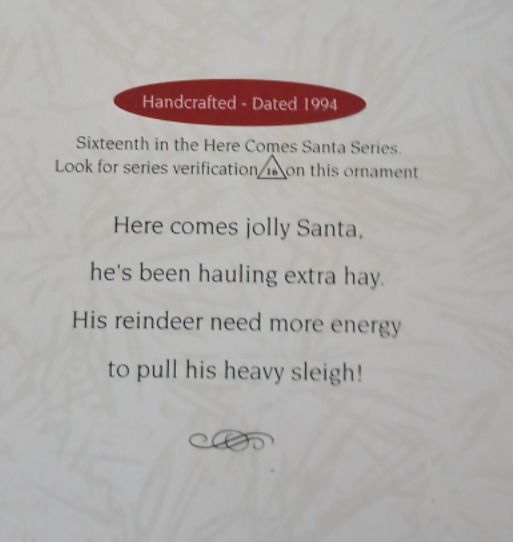 Handcrafted - Dated 1994
Sixteenth in the Here Comes Santa Series.
Look for series verification 16 on this ornament
Here comes jolly Santa,
he's been hauling extra hay.
His reindeer need more energy
to pull his heavy sleigh!